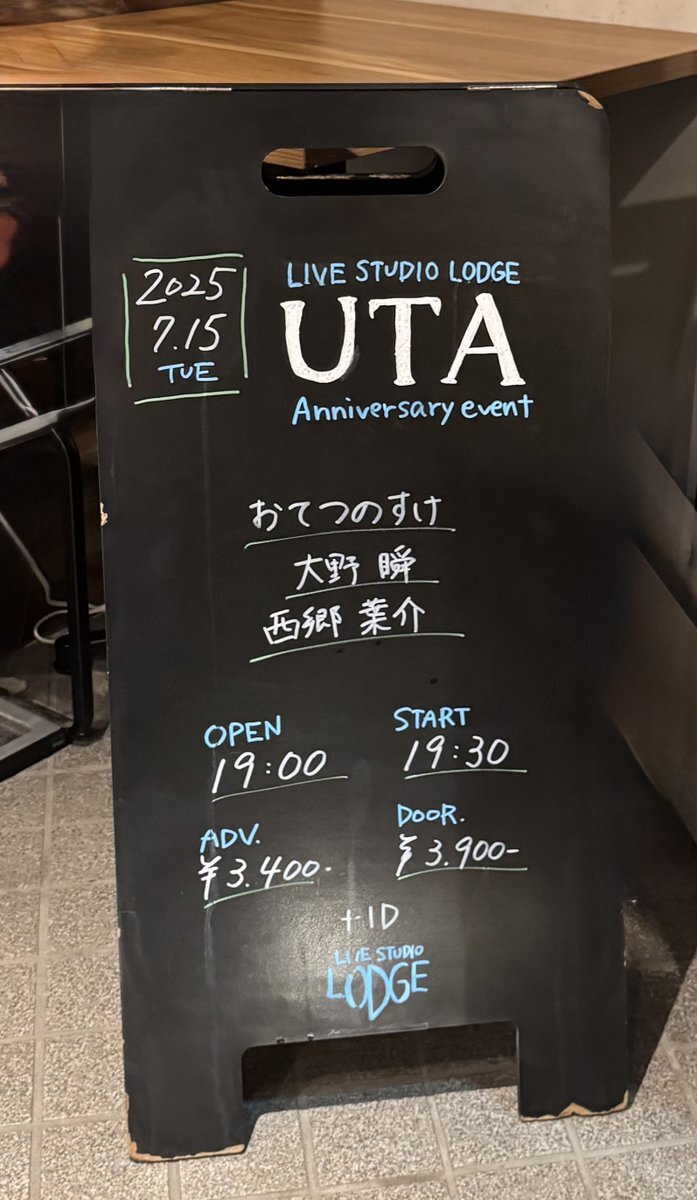 2025
7.15
TUE
LIVE STUDIO LODGE
UTA
Anniversary event
おてつのすけ
大野 瞬
西郷 葉介
OPEN
19:00
START
19:30
ADV.
¥3.400-
DOOR.
¥3.900-
+1D
LIVE STUDIO
LODGE